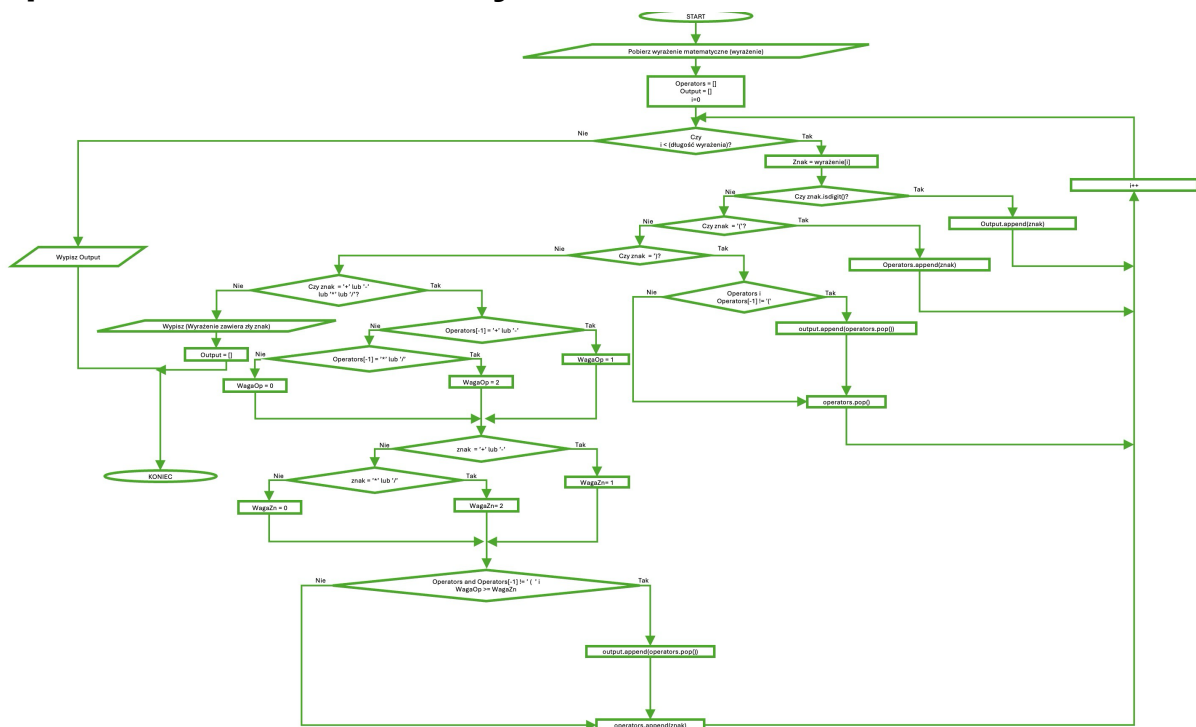 START
Pobierz wyrażenie matematyczne (wyrażenie)
Operators = []
Output = []
i=0
Nie
Czy
i < (długość wyrażenia)?
Tak
Znak = wyrażenie[i]
i++
Nie
Czy znak.isdigit()?
Tak
Output.append(znak)
Nie
Czy znak = '('?
Tak
Operators.append(znak)
Nie
Czy znak = ')'?
Tak
Wypisz Output
Nie
Czy znak = '+' lub '-'
lub '*' lub '/'?
Tak
Nie
Operators i
Operators[-1] != '('
Tak
Wypisz (Wyrażenie zawiera zły znak)
Nie
Operators[-1] = '+' lub '-'
Tak
output.append(operators.pop())
Output = []
Nie
Operators[-1] = '*' lub '/'
Tak
WagaOp = 1
WagaOp = 0
WagaOp = 2
operators.pop()
Nie
znak = '+' lub '-'
Tak
KONIEC
Nie
znak = '*' lub '/'
Tak
WagaZn= 1
WagaZn = 0
WagaZn= 2
Nie
Operators and Operators[-1] != ' ( ' i
WagaOp >= WagaZn
Tak
output.append(operators.pop())
operators.append(znak)